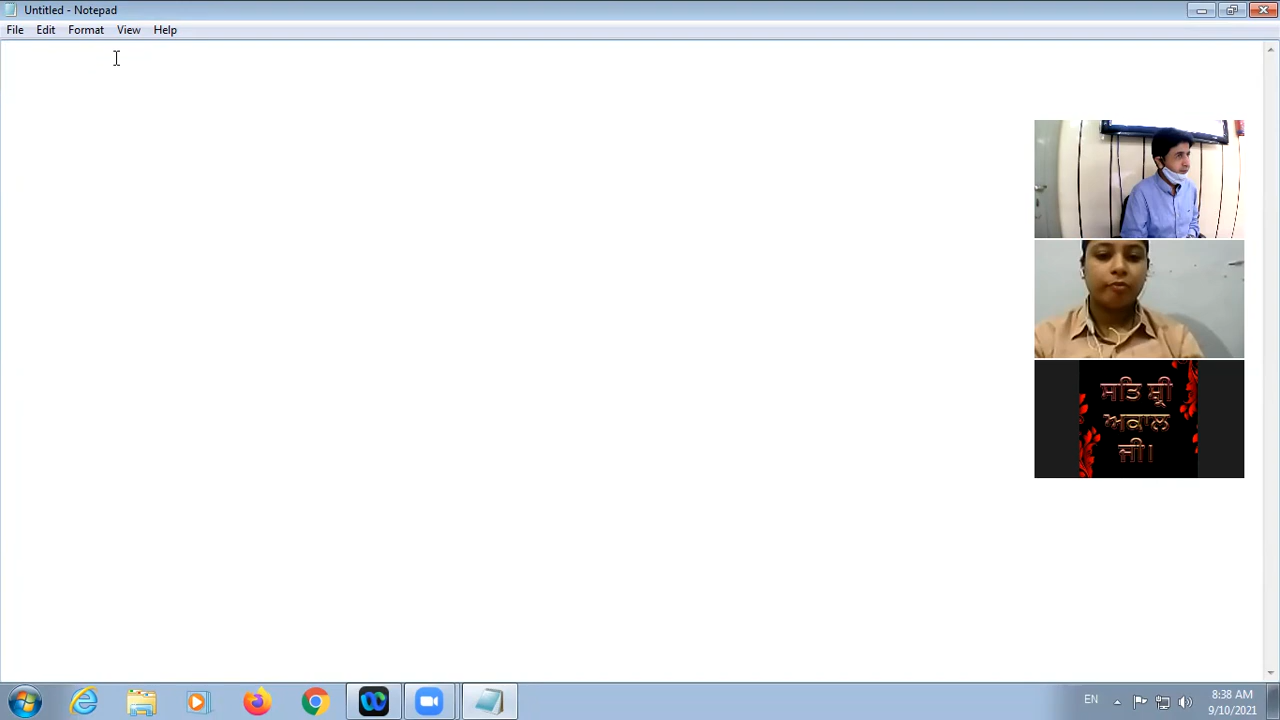 Untitled - Notepad
File Edit Format View Help
ਸਤਿ ਸ਼੍ਰੀ
ਅਕਾਲ
ਜੀ।
EN
8:38 AM
9/10/2021